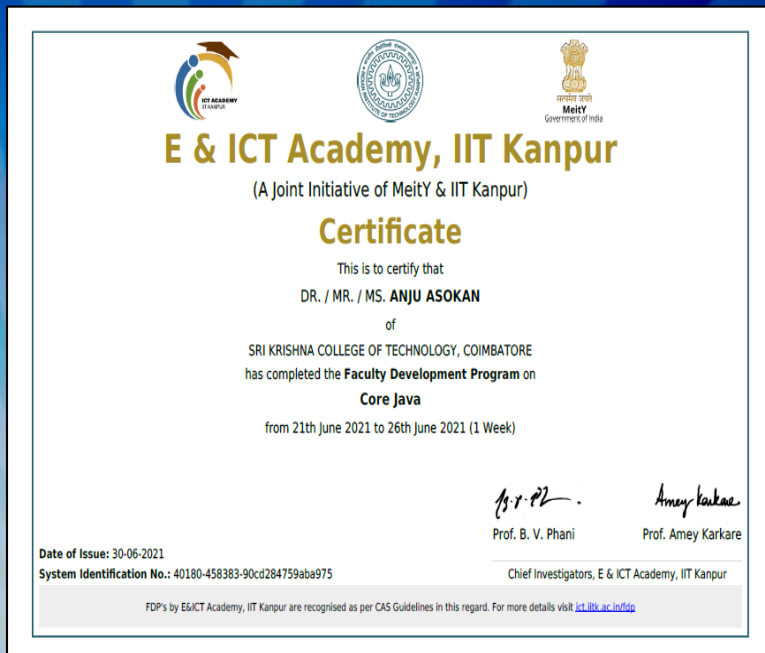 ICT ACADEMY
IIT KANPUR
सत्यमेव जयते
MeitY
Government of India
E & ICT Academy, IIT Kanpur
(A Joint Initiative of MeitY & IIT Kanpur)
Certificate
This is to certify that
DR. / MR. / MS. ANJU ASOKAN
of
SRI KRISHNA COLLEGE OF TECHNOLOGY, COIMBATORE
has completed the Faculty Development Program on
Core Java
from 21th June 2021 to 26th June 2021 (1 Week)
Amey Karkare
Prof. B. V. Phani Prof. Amey Karkare
Date of Issue: 30-06-2021
System Identification No.: 40180-458383-90cd284759aba975 Chief Investigators, E & ICT Academy, IIT Kanpur
FDP's by E&ICT Academy, IIT Kanpur are recognised as per CAS Guidelines in this regard. For more details visit ict.iitk.ac.in/fdp